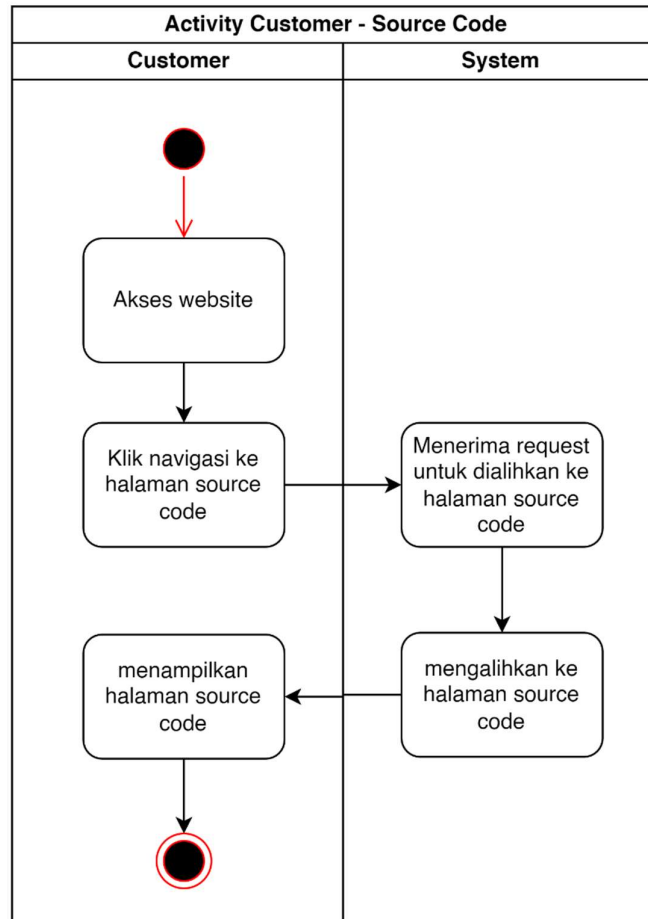 Activity Customer - Source Code
Customer
System
Akses website
Klik navigasi ke
halaman source
code
Menerima request
untuk dialihkan ke
halaman source
code
mengalihkan ke
halaman source
code
menampilkan
halaman source
code